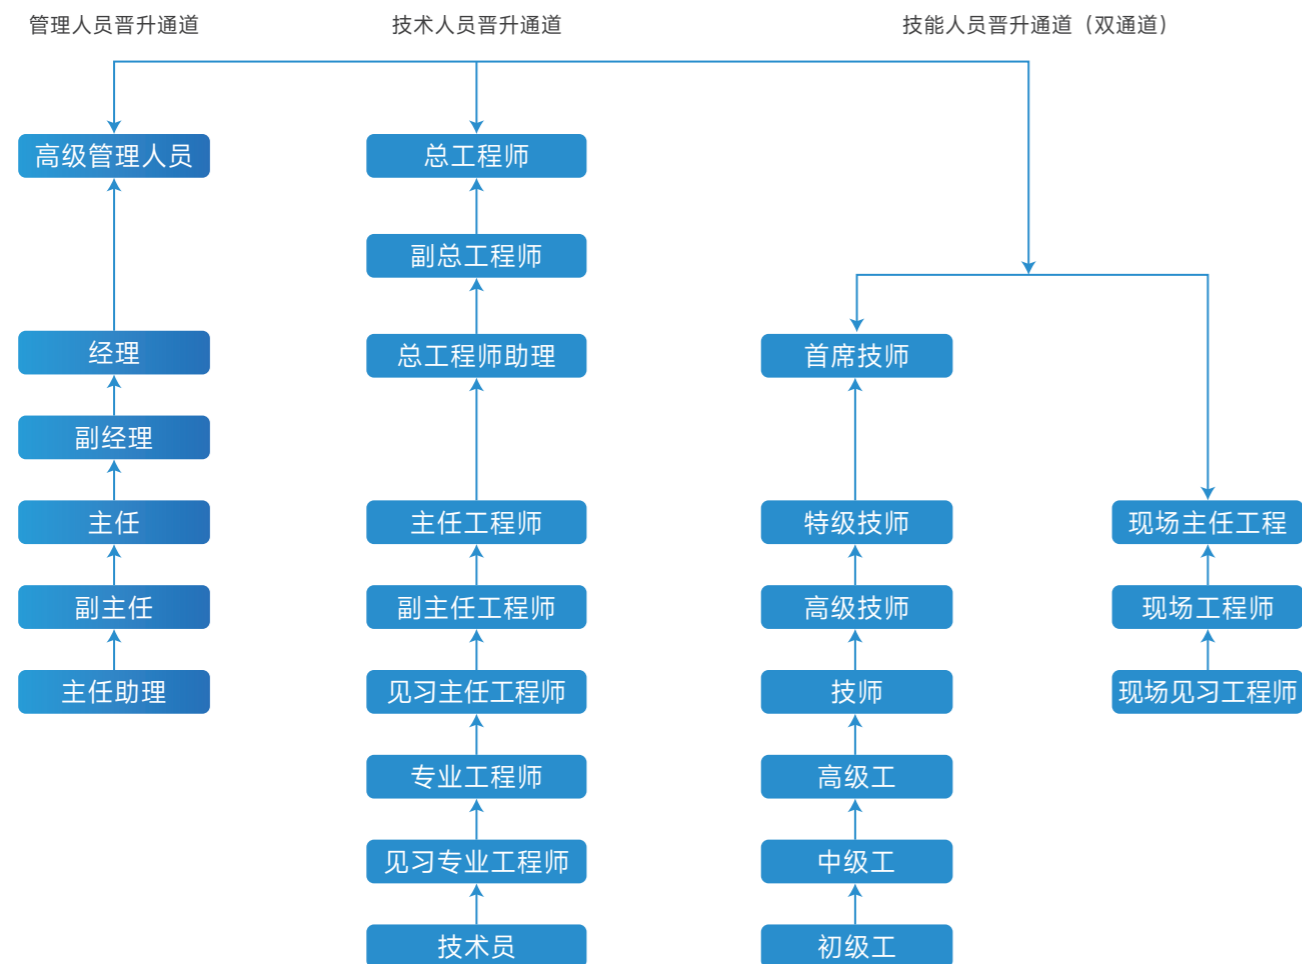 管理人员晋升通道
技术人员晋升通道
技能人员晋升通道（双通道）
高级管理人员
经理
副经理
主任
副主任
主任助理
总工程师
副总工程师
总工程师助理
主任工程师
副主任工程师
见习主任工程师
专业工程师
见习专业工程师
技术员
首席技师
特级技师
高级技师
技师
高级工
中级工
初级工
现场主任工程
现场工程师
现场见习工程师